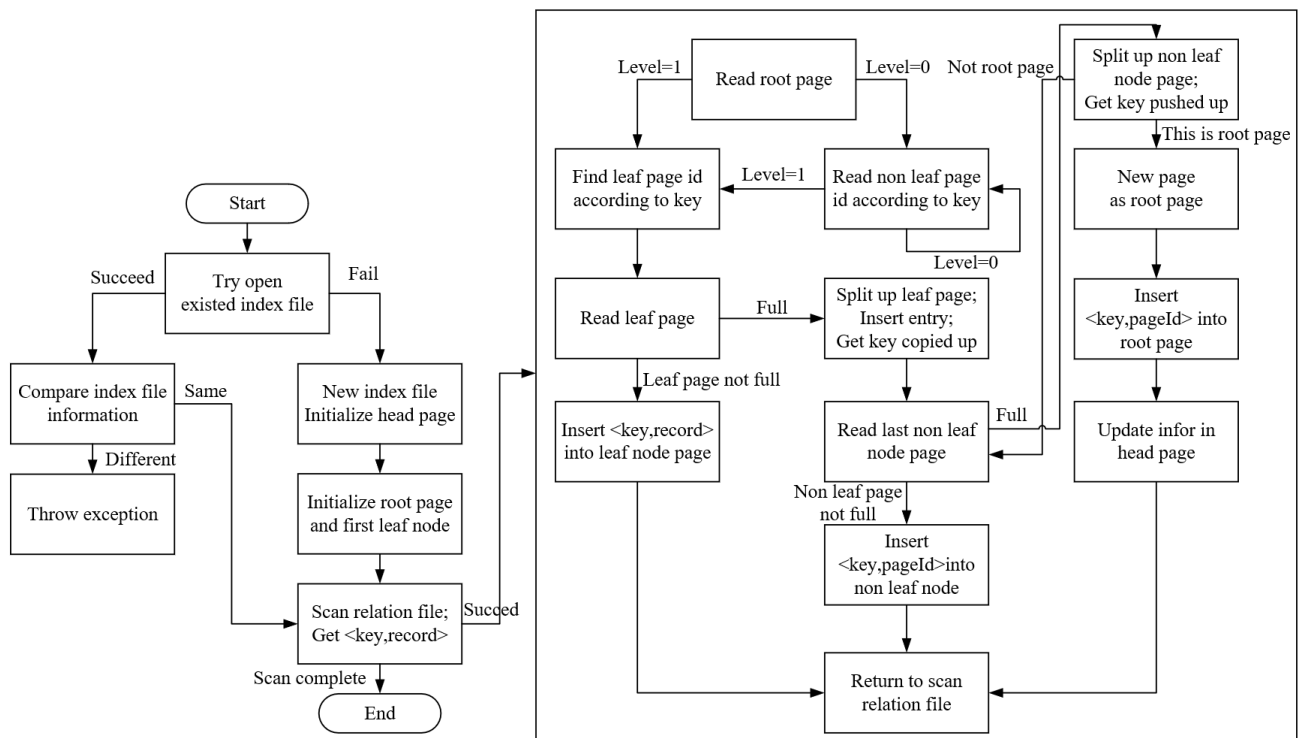 Start
Succeed
Try open
existed index file
Fail
Compare index file
information
Same
New index file
Initialize head page
Different
Throw exception
Initialize root page
and first leaf node
Scan relation file;
Get <key,record>
Succed
Scan complete
End
Level=1
Read root page
Level=0
Find leaf page id
according to key
Level=1
Read non leaf page
id according to key
Level=0
Read leaf page
Full
Split up leaf page;
Insert entry;
Get key copied up
Leaf page not full
Insert <key,record>
into leaf node page
Read last non leaf
node page
Full
Non leaf page
not full
Insert
<key,pageId>into
non leaf node
Return to scan
relation file
Not root page
Split up non leaf
node page;
Get key pushed up
This is root page
New page
as root page
Insert
<key,pageId> into
root page
Update infor in
head page